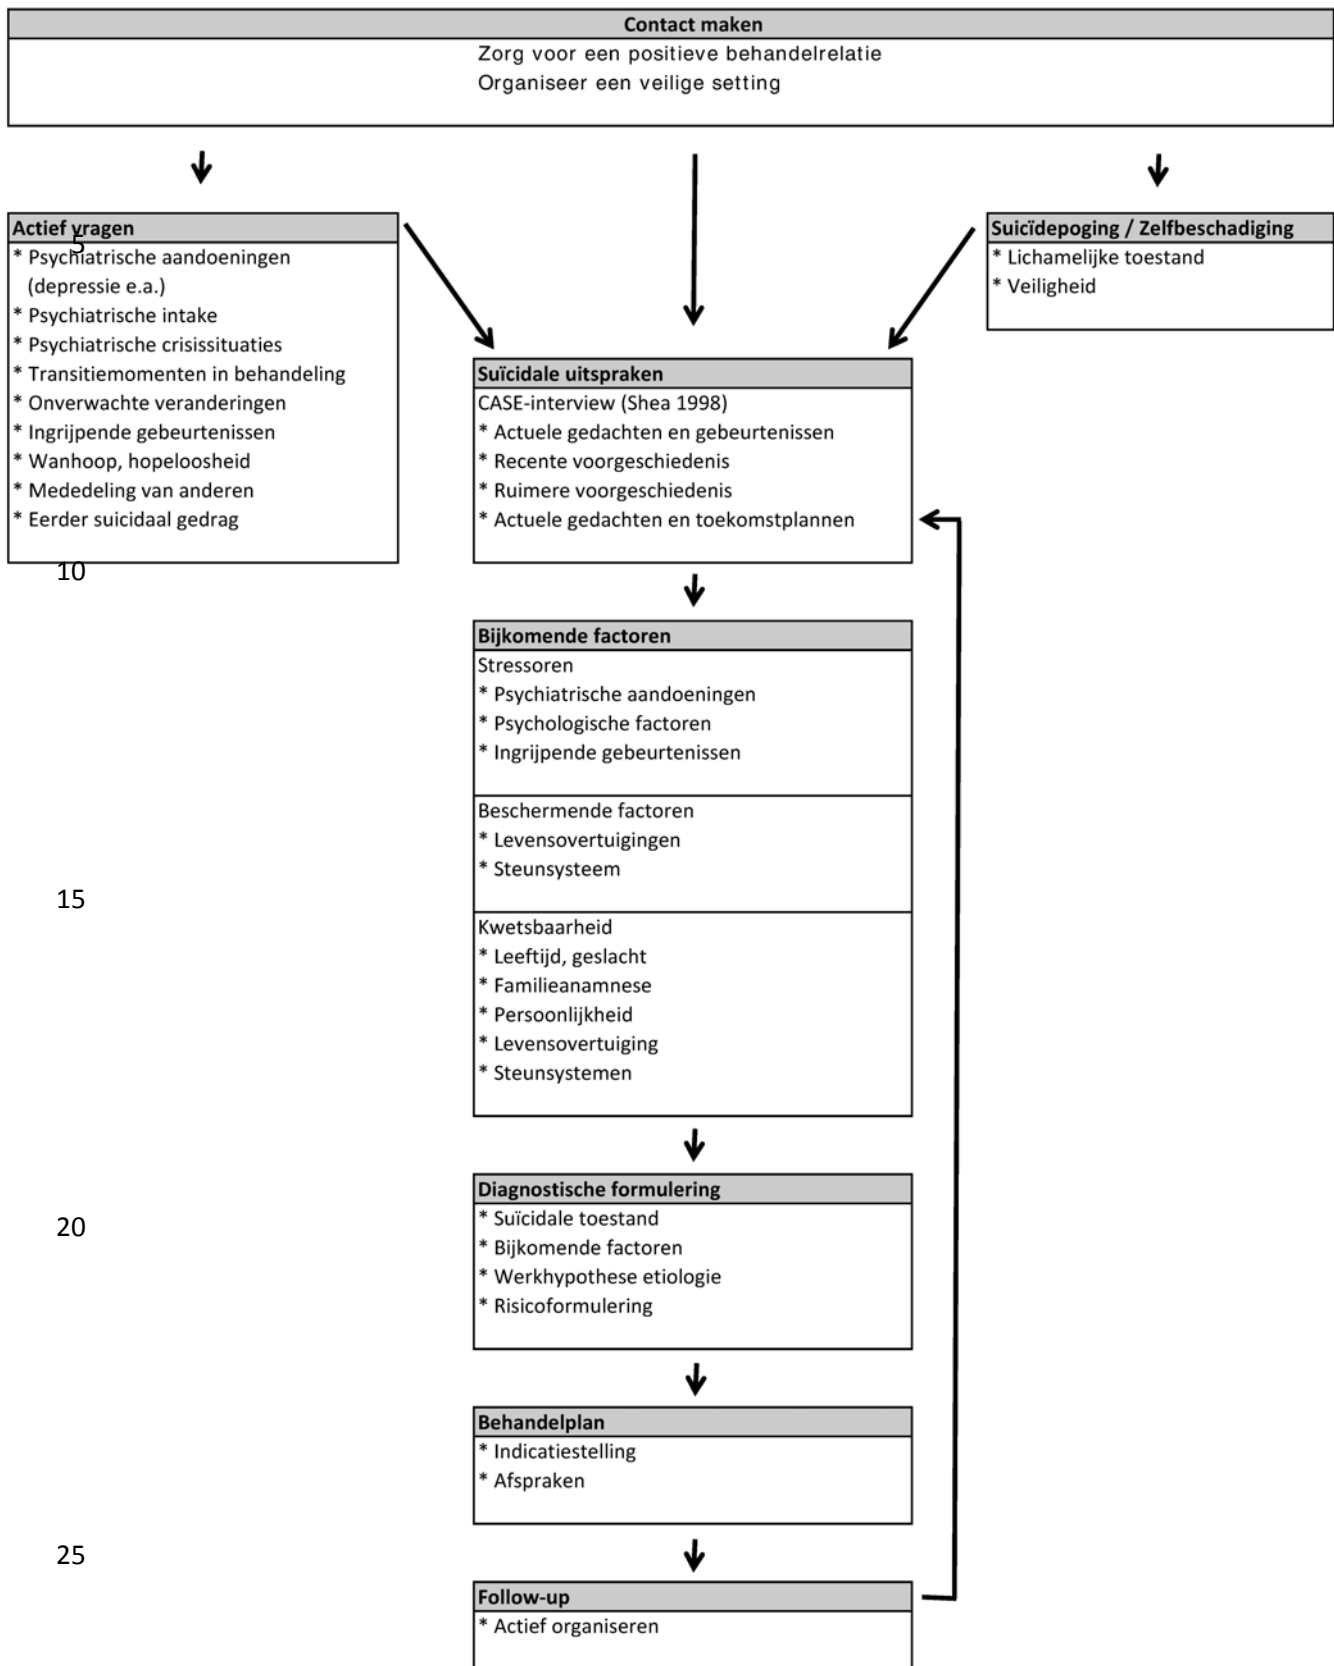 Contact maken
Zorg voor een positieve behandelrelatie
Organiseer een veilige setting
Actief vragen
5
* Psychiatrische aandoeningen
(depressie e.a.)
* Psychiatrische intake
* Psychiatrische crisissituaties
* Transitiemomenten in behandeling
* Onverwachte veranderingen
* Ingrijpende gebeurtenissen
* Wanhoop, hopeloosheid
* Mededeling van anderen
* Eerder suicidaal gedrag
10
Suicïdepoging / Zelfbeschadiging
* Lichamelijke toestand
* Veiligheid
Suïcidale uitspraken
CASE-interview (Shea 1998)
* Actuele gedachten en gebeurtenissen
* Recente voorgeschiedenis
* Ruimere voorgeschiedenis
* Actuele gedachten en toekomstplannen
Bijkomende factoren
Stressoren
* Psychiatrische aandoeningen
* Psychologische factoren
* Ingrijpende gebeurtenissen
Beschermende factoren
* Levensovertuigingen
* Steunsysteem
15
Kwetsbaarheid
* Leeftijd, geslacht
* Familieanamnese
* Persoonlijkheid
* Levensovertuiging
* Steunsystemen
Diagnostische formulering
* Suïcidale toestand
20
* Bijkomende factoren
* Werkhypothese etiologie
* Risicoformulering
Behandelplan
* Indicatiestelling
* Afspraken
25
Follow-up
* Actief organiseren